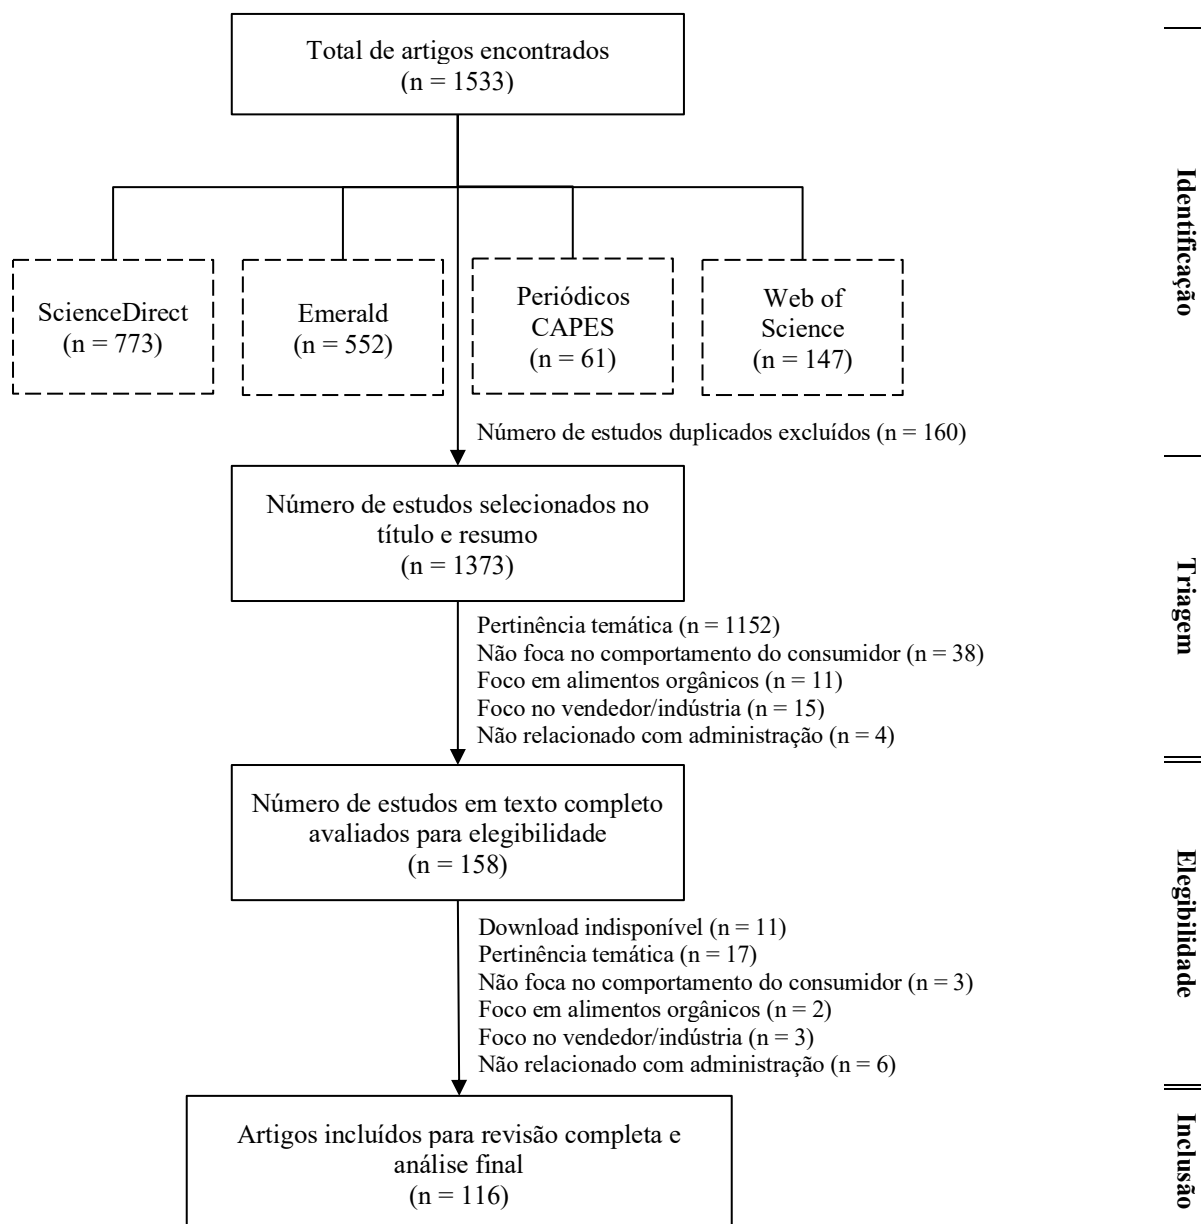 Total de artigos encontrados
(n = 1533)
Identificação
ScienceDirect
(n = 773)
Emerald
(n = 552)
Periódicos
CAPES
(n = 61)
Web of
Science
(n = 147)
Número de estudos duplicados excluídos (n = 160)
Número de estudos selecionados no
título e resumo
(n = 1373)
Triagem
Pertinência temática (n = 1152)
Não foca no comportamento do consumidor (n = 38)
Foco em alimentos orgânicos (n = 11)
Foco no vendedor/indústria (n = 15)
Não relacionado com administração (n = 4)
Número de estudos em texto completo
avaliados para elegibilidade
(n = 158)
Elegibilidade
Download indisponível (n = 11)
Pertinência temática (n = 17)
Não foca no comportamento do consumidor (n = 3)
Foco em alimentos orgânicos (n = 2)
Foco no vendedor/indústria (n = 3)
Não relacionado com administração (n = 6)
Artigos incluídos para revisão completa e
análise final
(n = 116)
Inclusão